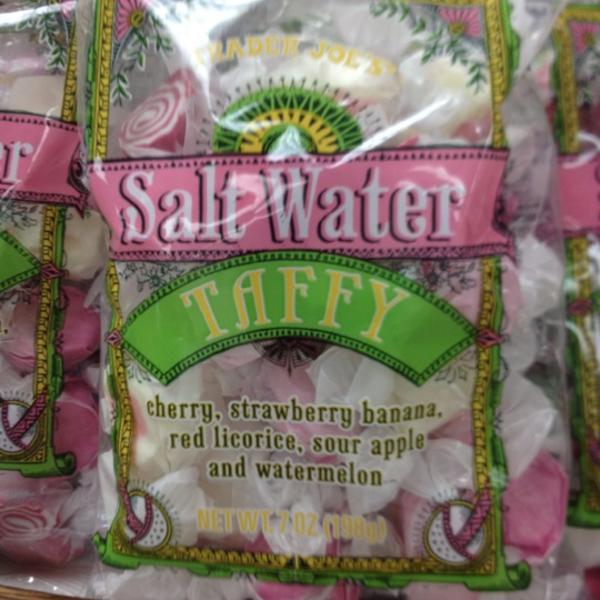 TRADER JOE'S
Salt Water
TAFFY
cherry, strawberry banana,
red licorice, sour apple
and watermelon
NET WT. 7 OZ (198g)
r